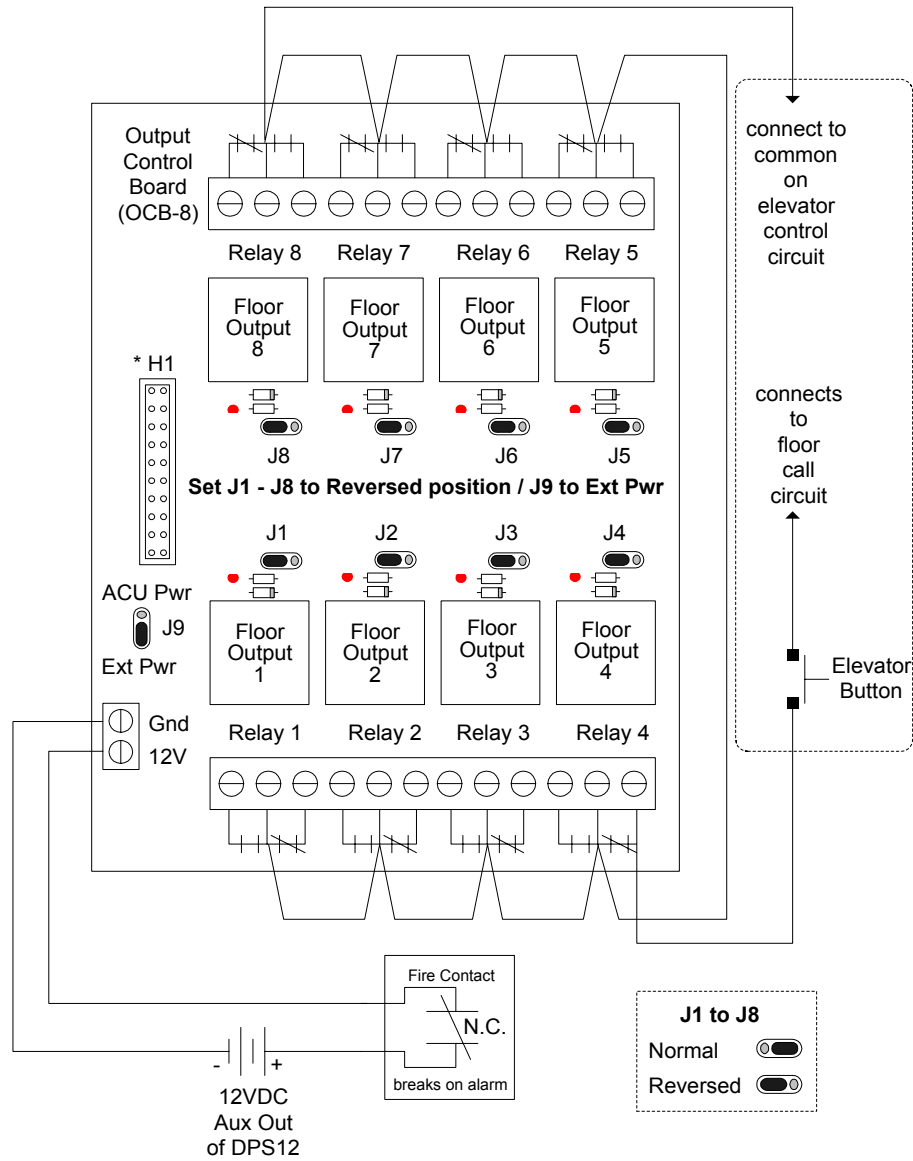 Output
Control
Board
(OCB-8)
connect to
common
on
elevator
control
circuit
Relay 8 Relay 7 Relay 6 Relay 5
Floor
Output
8
Floor
Output
7
Floor
Output
6
Floor
Output
5
* H1
connects
to
floor
call
circuit
J8 J7 J6 J5
Set J1 - J8 to Reversed position / J9 to Ext Pwr
J1 J2 J3 J4
ACU Pwr
J9
Ext Pwr
Floor
Output
1
Floor
Output
2
Floor
Output
3
Floor
Output
4
Elevator
Button
Gnd
12V
Relay 1 Relay 2 Relay 3 Relay 4
Fire Contact
N.C.
breaks on alarm
- +
12VDC
Aux Out
of DPS12
J1 to J8
Normal
Reversed